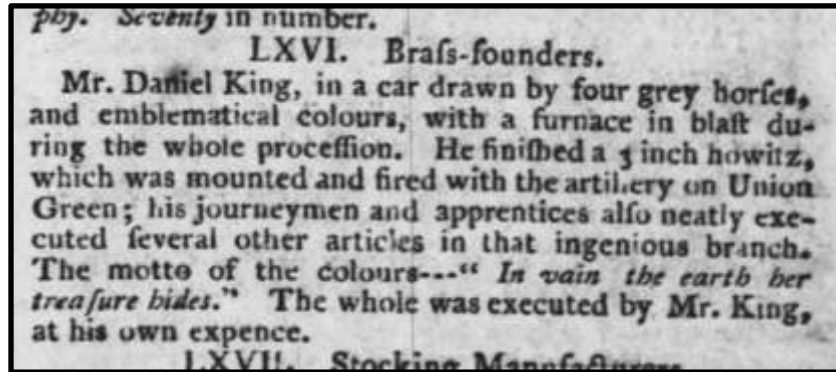 phy. Seventy in number.
LXVI. Braſs-founders.
Mr. Daniel King, in a car drawn by four grey horſes,
and emblematical colours, with a furnace in blaſt du-
ring the whole proceſſion. He finiſhed a 3 inch howitz,
which was mounted and fired with the artillery on Union
Green; his journeymen and apprentices alſo neatly exe-
cuted ſeveral other articles in that ingenious branch.
The motto of the colours---“ In vain the earth her
treaſure hides.” The whole was executed by Mr. King,
at his own expence.
LXVII. Stocking Manufacturers.